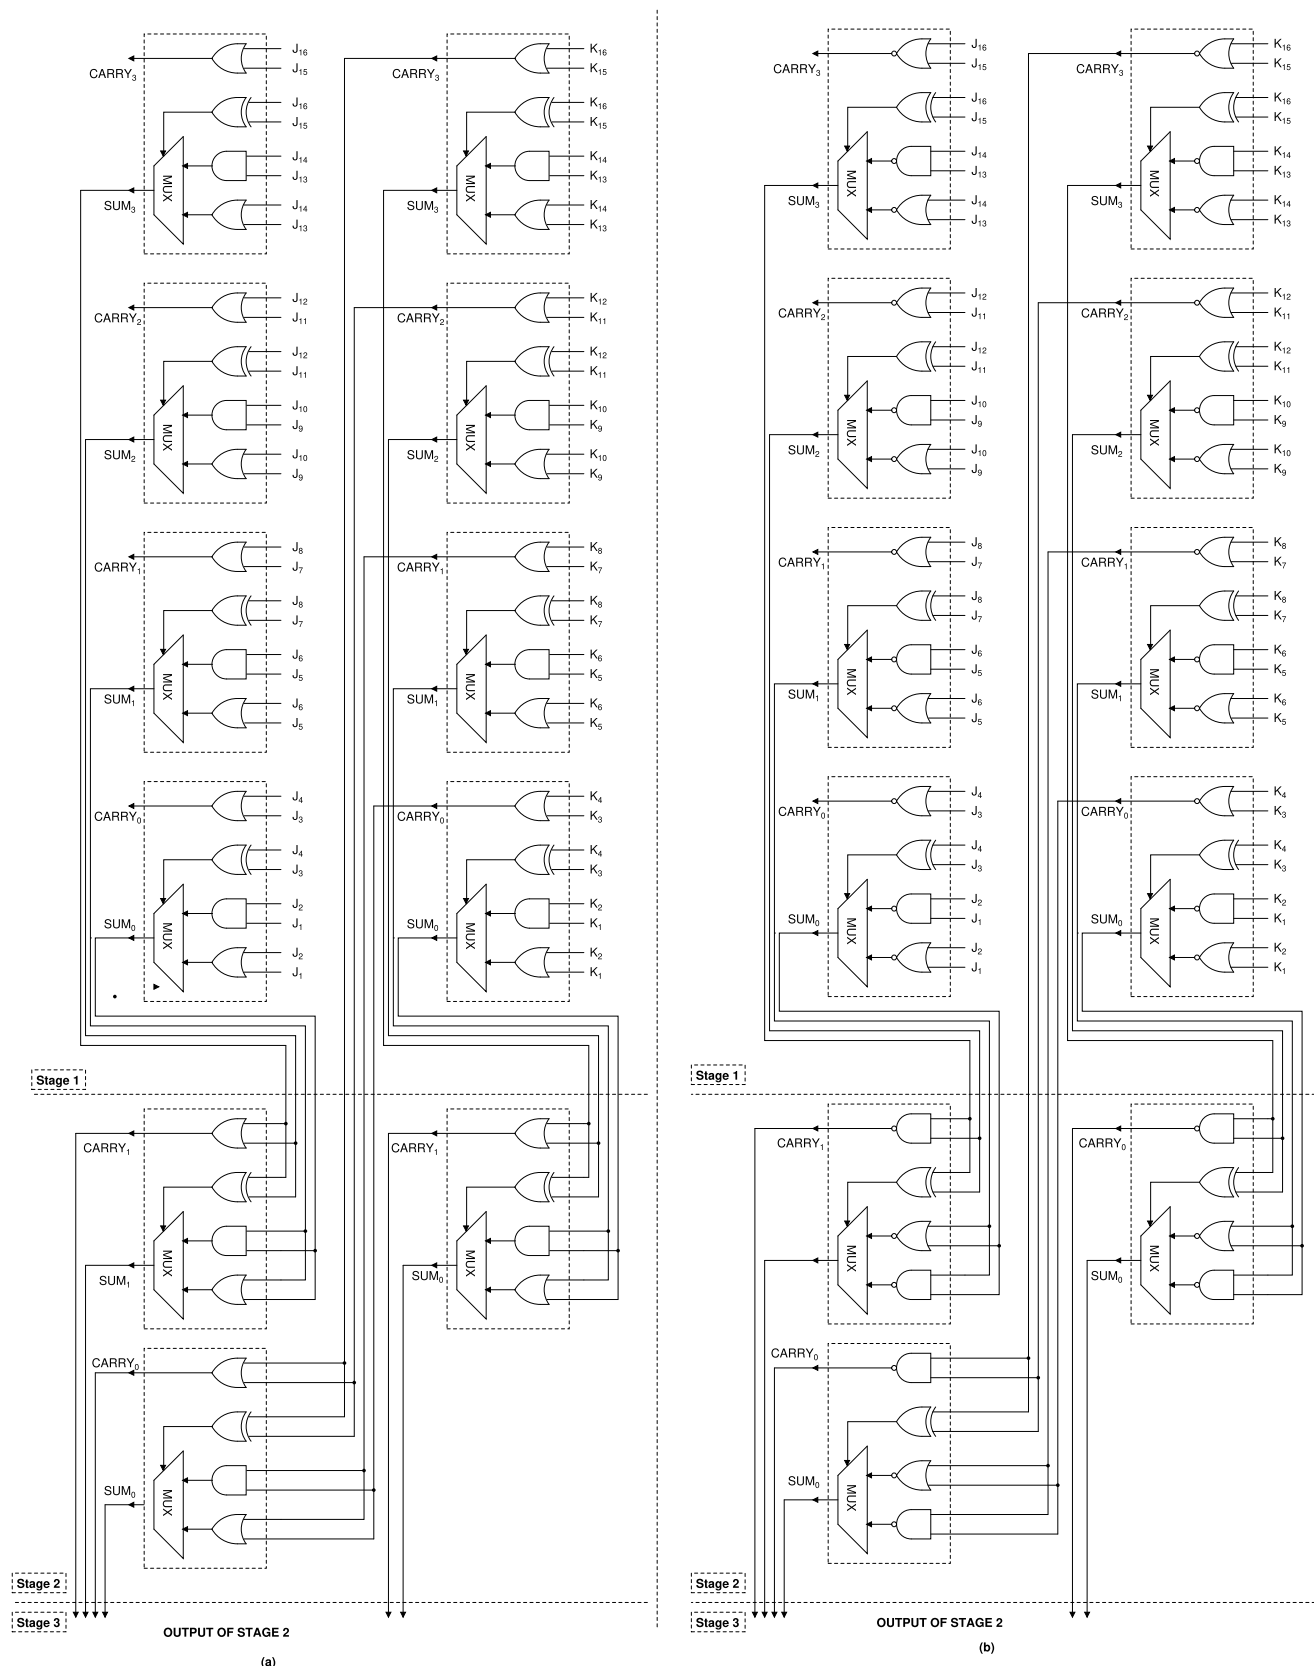 J16
CARRY3
J15
J16
J15
J14
MUX
J13
SUM3
J14
J13
J12
CARRY2
J11
J12
J11
J10
MUX
J9
SUM2
J10
J9
J8
CARRY1
J7
J8
J7
J6
MUX
J5
SUM1
J6
J5
J4
CARRY0
J3
J4
J3
J2
SUM0
MUX
J1
J2
J1
K16
CARRY3
K15
K16
K15
K14
MUX
K13
SUM3
K14
K13
K12
CARRY2
K11
K12
K11
K10
MUX
K9
SUM2
K10
K9
K8
CARRY1
K7
K8
K7
K6
MUX
K5
SUM1
K6
K5
K4
CARRY0
K3
K4
K3
K2
SUM0
MUX
K1
K2
K1
Stage 1
CARRY1
MUX
SUM1
CARRY1
MUX
SUM0
CARRY0
MUX
SUM0
Stage 2
Stage 3
OUTPUT OF STAGE 2
(a)
J16
CARRY3
J15
J16
J15
J14
MUX
J13
SUM3
J14
J13
J12
CARRY2
J11
J12
J11
J10
MUX
J9
SUM2
J10
J9
J8
CARRY1
J7
J8
J7
J6
MUX
J5
SUM1
J6
J5
J4
CARRY0
J3
J4
J3
J2
SUM0
MUX
J1
J2
J1
K16
CARRY3
K15
K16
K15
K14
MUX
K13
SUM3
K14
K13
K12
CARRY2
K11
K12
K11
K10
MUX
K9
SUM2
K10
K9
K8
CARRY1
K7
K8
K7
K6
MUX
K5
SUM1
K6
K5
K4
CARRY0
K3
K4
K3
K2
SUM0
MUX
K1
K2
K1
Stage 1
CARRY1
MUX
CARRY0
MUX
SUM0
CARRY0
MUX
SUM0
Stage 2
Stage 3
OUTPUT OF STAGE 2
(b)